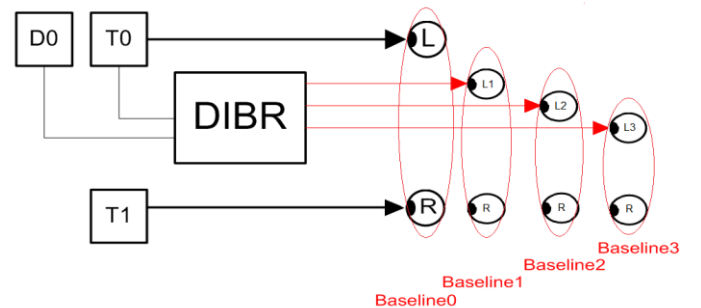 D0
T0
L
L1
DIBR
L2
L3
T1
R
R
R
R
Baseline3
Baseline2
Baseline1
Baseline0